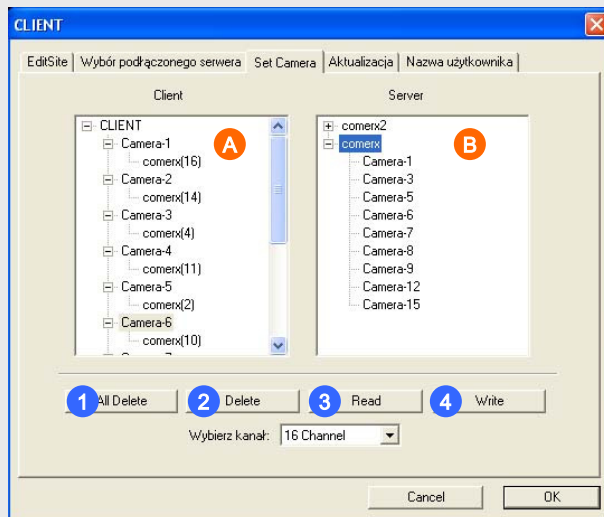 CLIENT
EditSite Wybór podłączonego serwera Set Camera Aktualizacja Nazwa użytkownika
Client Server
CLIENT
Camera-1
comerx(16)
Camera-2
comerx(14)
Camera-3
comerx(4)
Camera-4
comerx(11)
Camera-5
comerx(2)
Camera-6
comerx(10)
A
comerx2
comerx
Camera-1
Camera-3
Camera-5
Camera-6
Camera-7
Camera-8
Camera-9
Camera-12
Camera-15
B
1 All Delete 2 Delete 3 Read 4 Write
Wybierz kanał: 16 Channel
Cancel OK